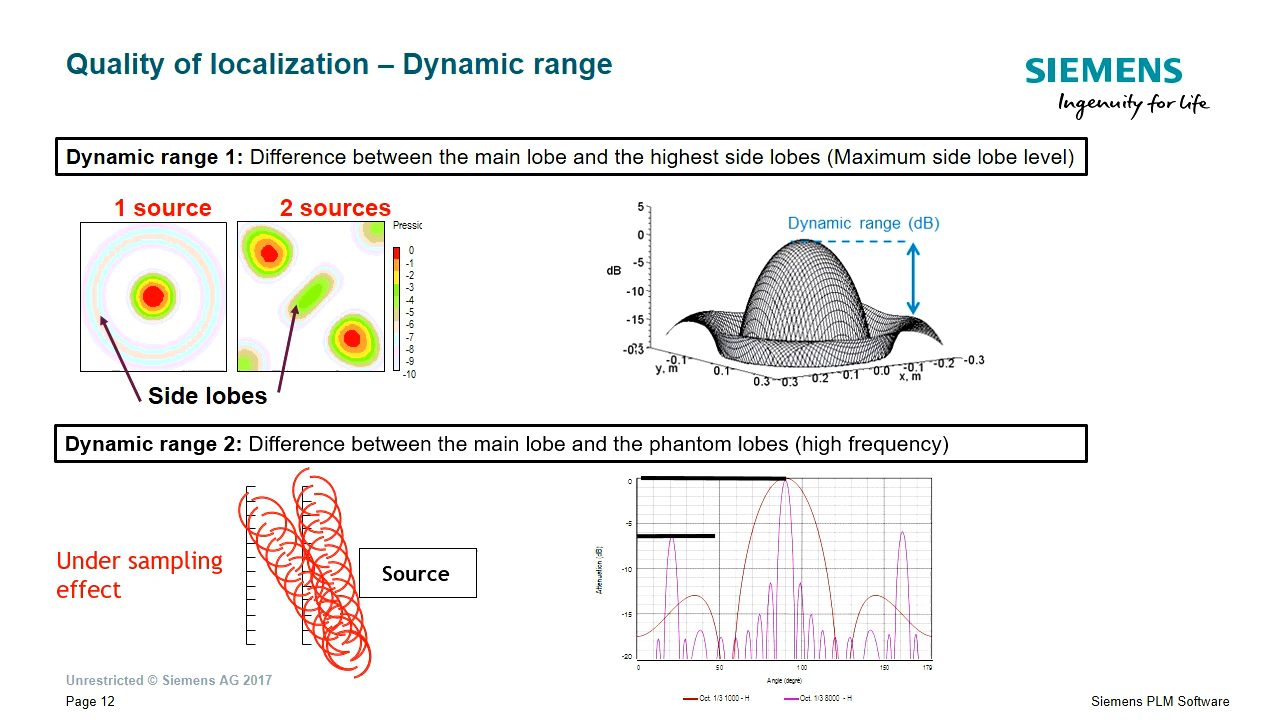 Quality of localization – Dynamic range
SIEMENS
Ingenuity for life
Dynamic range 1: Difference between the main lobe and the highest side lobes (Maximum side lobe level)
1 source
2 sources
Pressic
0
-1
-2
-3
-4
-5
-6
-7
-8
-9
-10
Side lobes
Dynamic range (dB)
5
0
-5
-10
-15
dB
-0.3
-0.1
y, m
0.1
0.3
-0.3 0.2 0.1 0.0 -0.1 -0.2 -0.3
x, m
Dynamic range 2: Difference between the main lobe and the phantom lobes (high frequency)
Under sampling
effect
Source
0
-5
-10
-15
-20
Attenuation (dB)
0 50 100 150 179
Angle (degré)
Oct. 1/3 1000 - H
Oct. 1/3 8000 - H
Unrestricted © Siemens AG 2017
Page 12
Siemens PLM Software